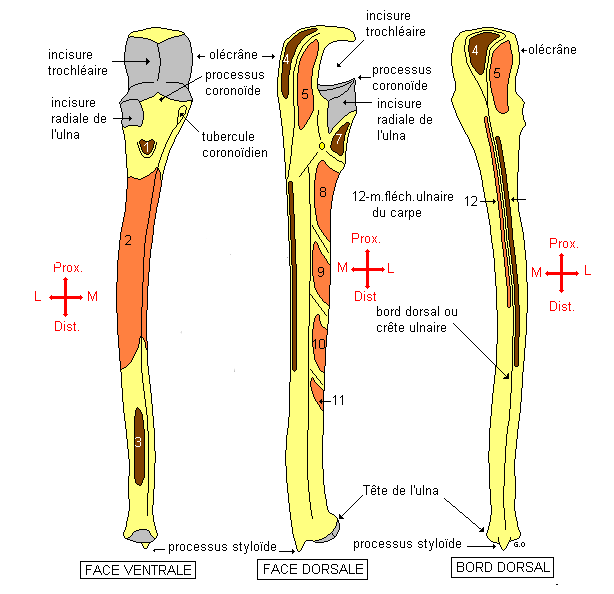 incisure
trochléaire
olécrâne
processus
coronoïde
incisure
radiale de
l'ulna
tubercule
coronoïdien
1
2
3
Prox.
L
M
Dist.
FACE VENTRALE
incisure
trochléaire
4
5
processus
coronoïde
incisure
radiale de
l'ulna
7
8
12-m.fléch.ulnaire
du carpe
9
Prox.
M
L
Dist
10
11
Tête de l'ulna
processus styloïde
FACE DORSALE
4
5
olécrâne
12
Prox.
M
L
Dist.
bord dorsal ou
crête ulnaire
processus styloïde
G.O
BORD DORSAL